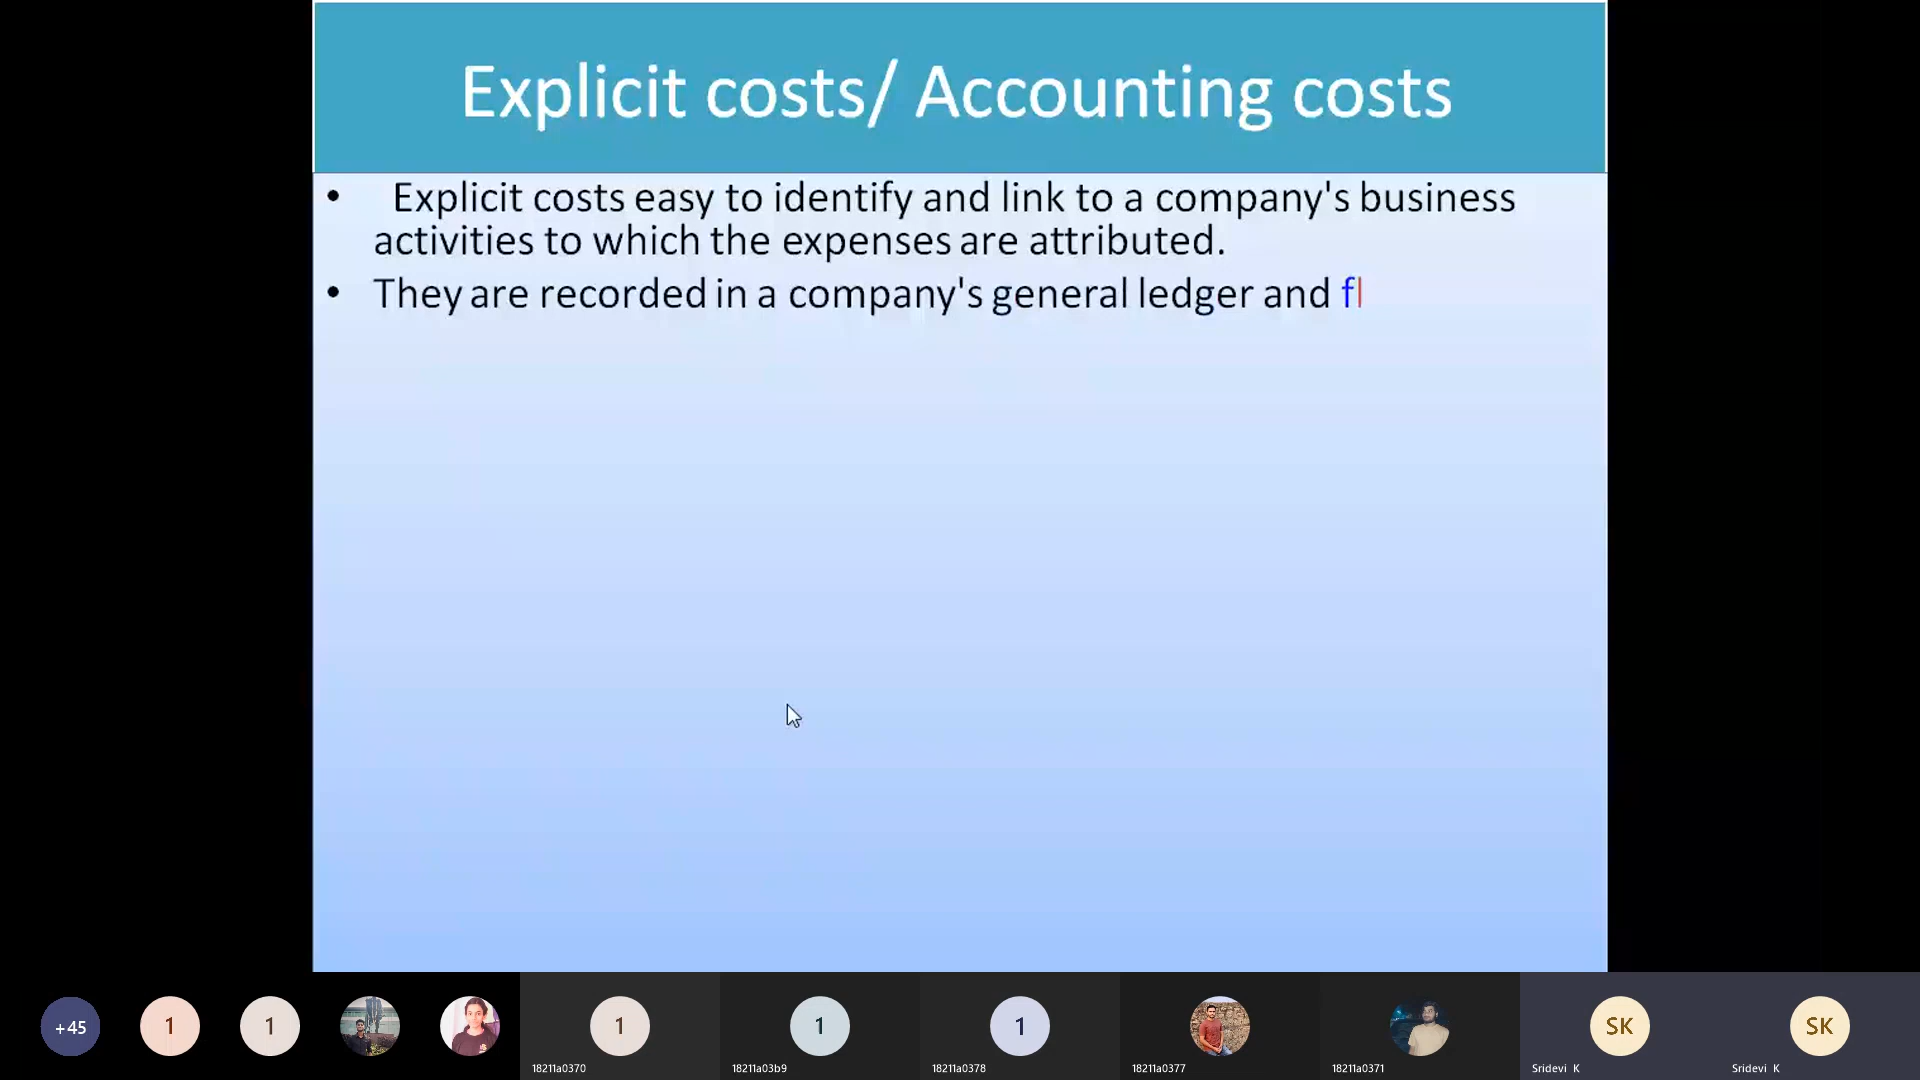 Explicit costs/ Accounting costs
• Explicit costs easy to identify and link to a company's business
activities to which the expenses are attributed.
• They are recorded in a company's general ledger and fl
+45
1
1
1
18211a0370
1
18211a03b9
1
18211a0378
18211a0377
18211a0371
SK
Sridevi K
SK
Sridevi K